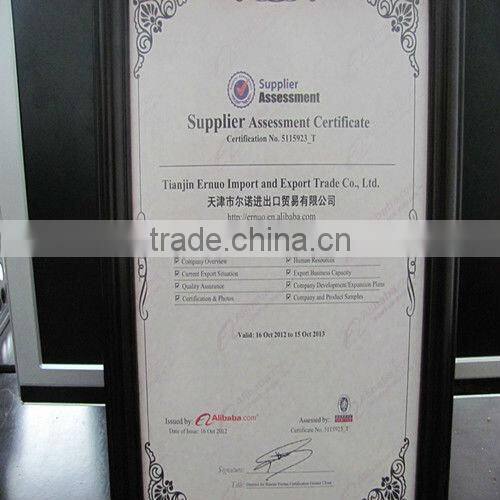 Supplier
Assessment
Supplier Assessment Certificate
Certification No. 5115923_T
Tianjin Ernuo Import and Export Trade Co., Ltd.
天津市尔诺进出口贸易有限公司
http://ernuo.en.alibaba.com
trade.china.cn
Company Overview
Human Resources
Current Export Situation
Export Business Capacity
Quality Assurance
Company Development/Expansion Plans
Certification & Photos
Company and Product Samples
Valid: 16 Oct 2012 to 15 Oct 2013
Issued by: Alibaba.com
Assessed by:
Date of Issue: 16 Oct 2012
Certificate No. 5115923_T
Signature:
Title: